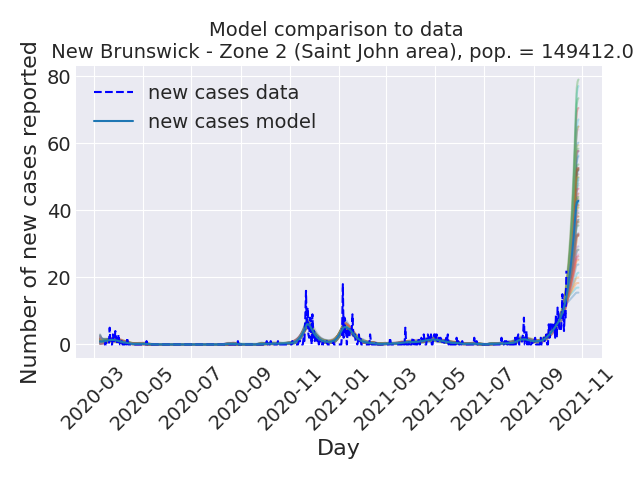 Model comparison to data
New Brunswick - Zone 2 (Saint John area), pop. = 149412.0
Number of new cases reported
80
60
40
20
0
new cases data
new cases model
2020-03
2020-05
2020-07
2020-09
2020-11
2021-01
2021-03
2021-05
2021-07
2021-09
2021-11
Day